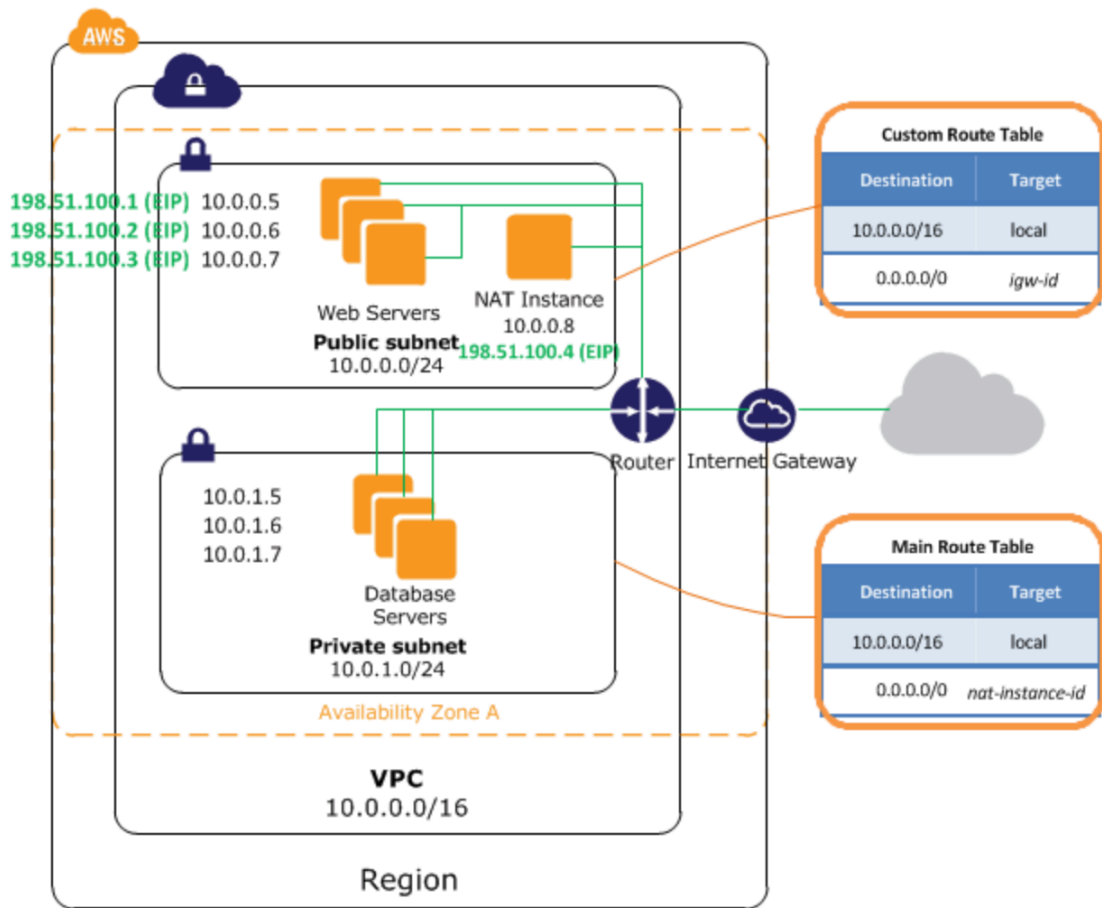 AWS
198.51.100.1 (EIP) 10.0.0.5
198.51.100.2 (EIP) 10.0.0.6
198.51.100.3 (EIP) 10.0.0.7
Web Servers
NAT Instance
10.0.0.8
198.51.100.4 (EIP)
Public subnet
10.0.0.0/24
Custom Route Table
Destination Target
10.0.0.0/16 local
0.0.0.0/0 igw-id
Router
Internet Gateway
10.0.1.5
10.0.1.6
10.0.1.7
Database
Servers
Private subnet
10.0.1.0/24
Main Route Table
Destination Target
10.0.0.0/16 local
0.0.0.0/0 nat-instance-id
Availability Zone A
VPC
10.0.0.0/16
Region